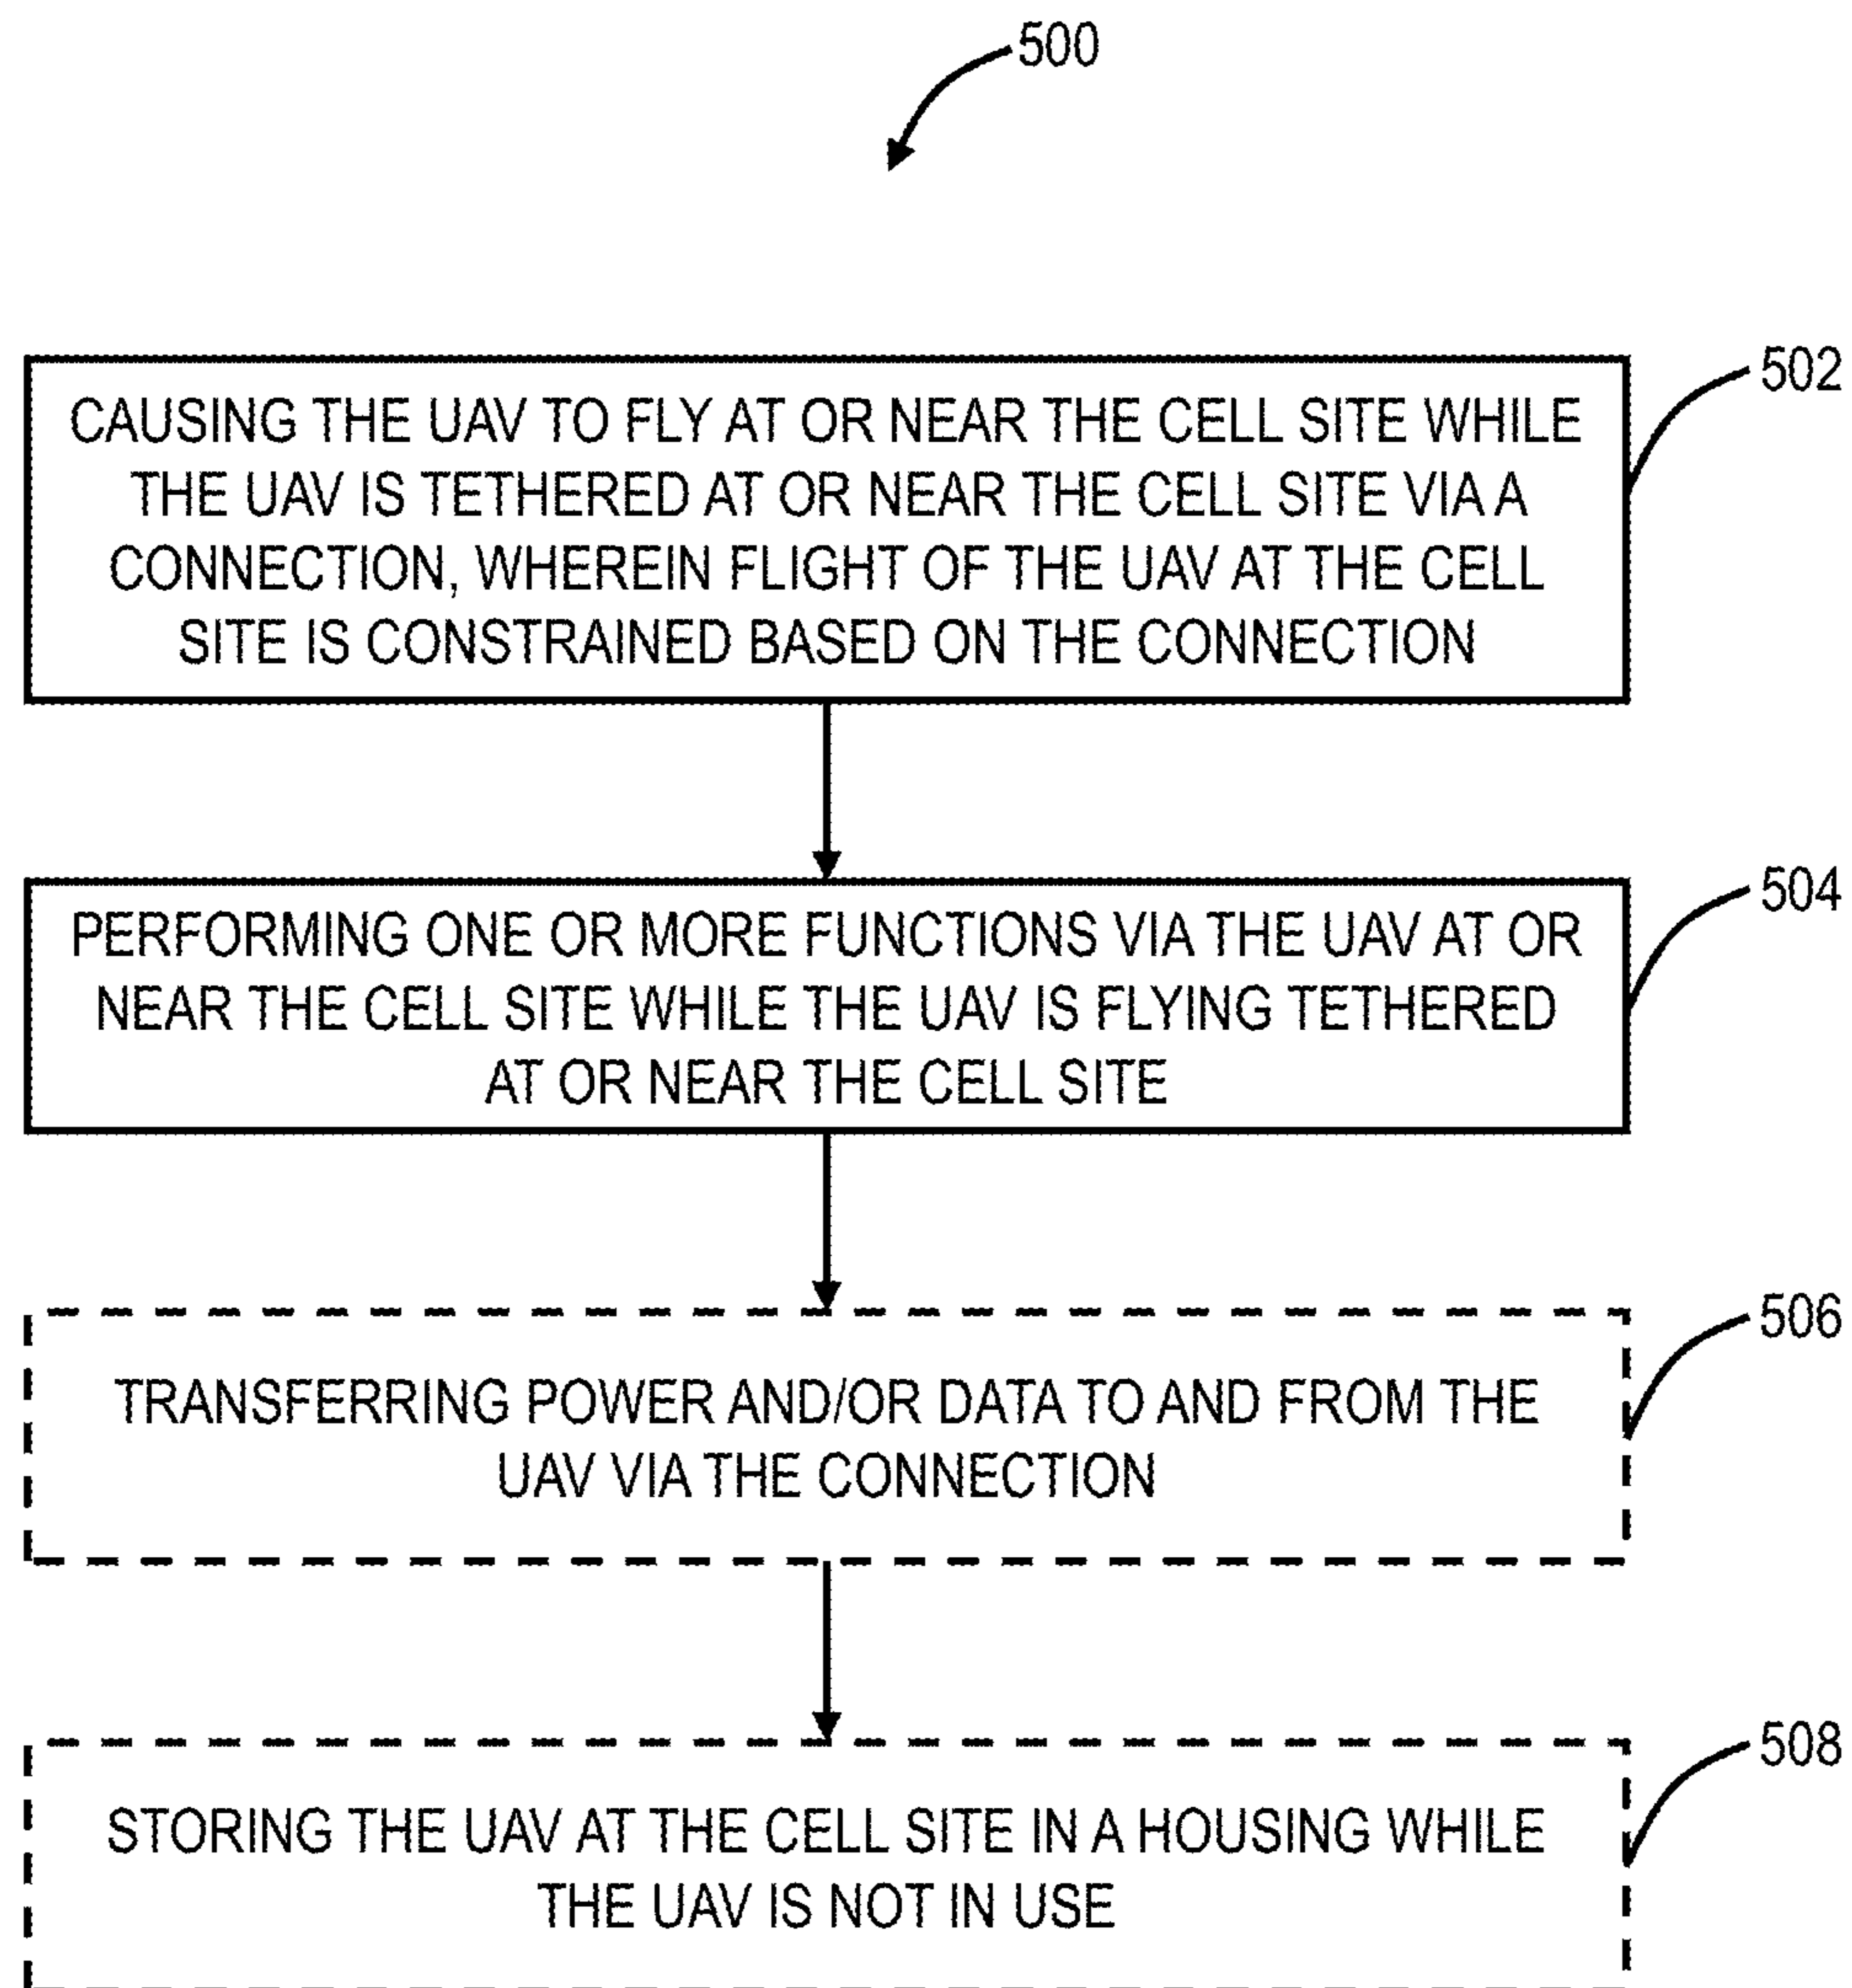 500
502
CAUSING THE UAV TO FLY AT OR NEAR THE CELL SITE WHILE
THE UAV IS TETHERED AT OR NEAR THE CELL SITE VIA A
CONNECTION, WHEREIN FLIGHT OF THE UAV AT THE CELL
SITE IS CONSTRAINED BASED ON THE CONNECTION
504
PERFORMING ONE OR MORE FUNCTIONS VIA THE UAV AT OR
NEAR THE CELL SITE WHILE THE UAV IS FLYING TETHERED
AT OR NEAR THE CELL SITE
506
TRANSFERRING POWER AND/OR DATA TO AND FROM THE
UAV VIA THE CONNECTION
508
STORING THE UAV AT THE CELL SITE IN A HOUSING WHILE
THE UAV IS NOT IN USE